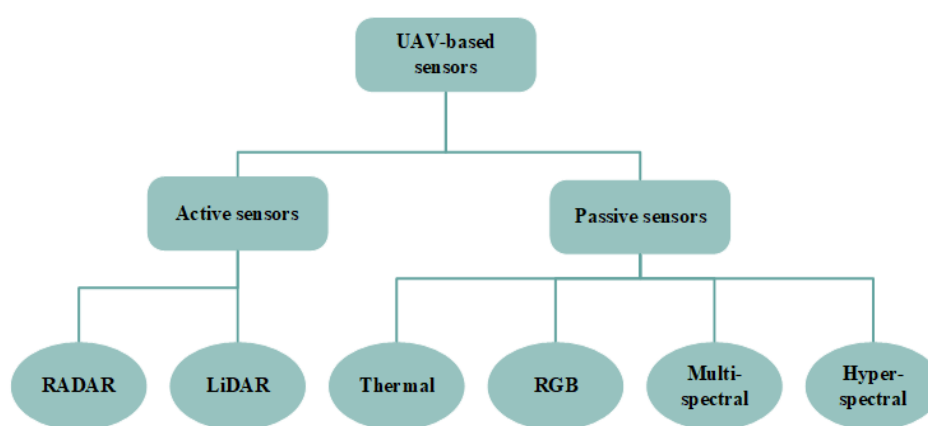 UAV-based
sensors
Active sensors
Passive sensors
RADAR
LiDAR
Thermal
RGB
Multi-
spectral
Hyper-
spectral